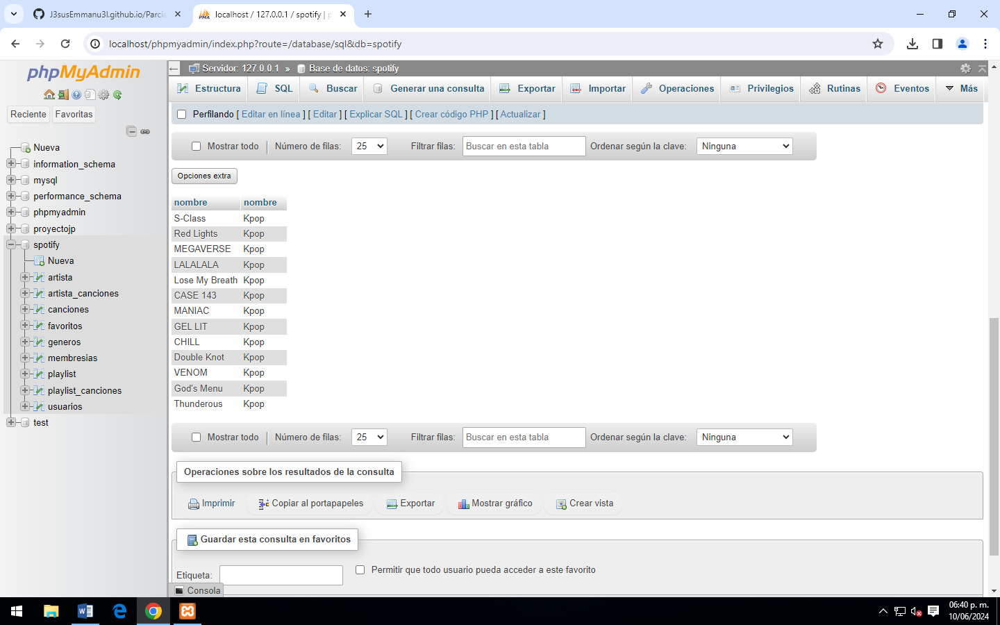 J3susEmmanu3l.github.io/Parcia
localhost / 127.0.0.1 / spotify | p
localhost/phpmyadmin/index.php?route=/database/sql&db=spotify
phpMyAdmin
Reciente
Favoritas
Nueva
information_schema
mysql
performance_schema
phpmyadmin
proyectojp
spotify
Nueva
artista
artista_canciones
canciones
favoritos
generos
membresias
playlist
playlist_canciones
usuarios
test
Servidor: 127.0.0.1 » Base de datos: spotify
Estructura SQL Buscar Generar una consulta Exportar Importar Operaciones Privilegios Rutinas Eventos Más
Perfilando [ Editar en línea ] [ Editar ] [ Explicar SQL ] [ Crear código PHP ] [ Actualizar ]
Mostrar todo Número de filas: 25 Filtrar filas: Buscar en esta tabla Ordenar según la clave: Ninguna
Opciones extra
nombre nombre
S-Class Kpop
Red Lights Kpop
MEGAVERSE Kpop
LALALALA Kpop
Lose My Breath Kpop
CASE 143 Kpop
MANIAC Kpop
GEL LIT Kpop
CHILL Kpop
Double Knot Kpop
VENOM Kpop
God's Menu Kpop
Thunderous Kpop
Mostrar todo Número de filas: 25 Filtrar filas: Buscar en esta tabla Ordenar según la clave: Ninguna
Operaciones sobre los resultados de la consulta
Imprimir Copiar al portapapeles Exportar Mostrar gráfico Crear vista
Guardar esta consulta en favoritos
Etiqueta: Permitir que todo usuario pueda acceder a este favorito
Consola
06:40 p. m.
10/06/2024